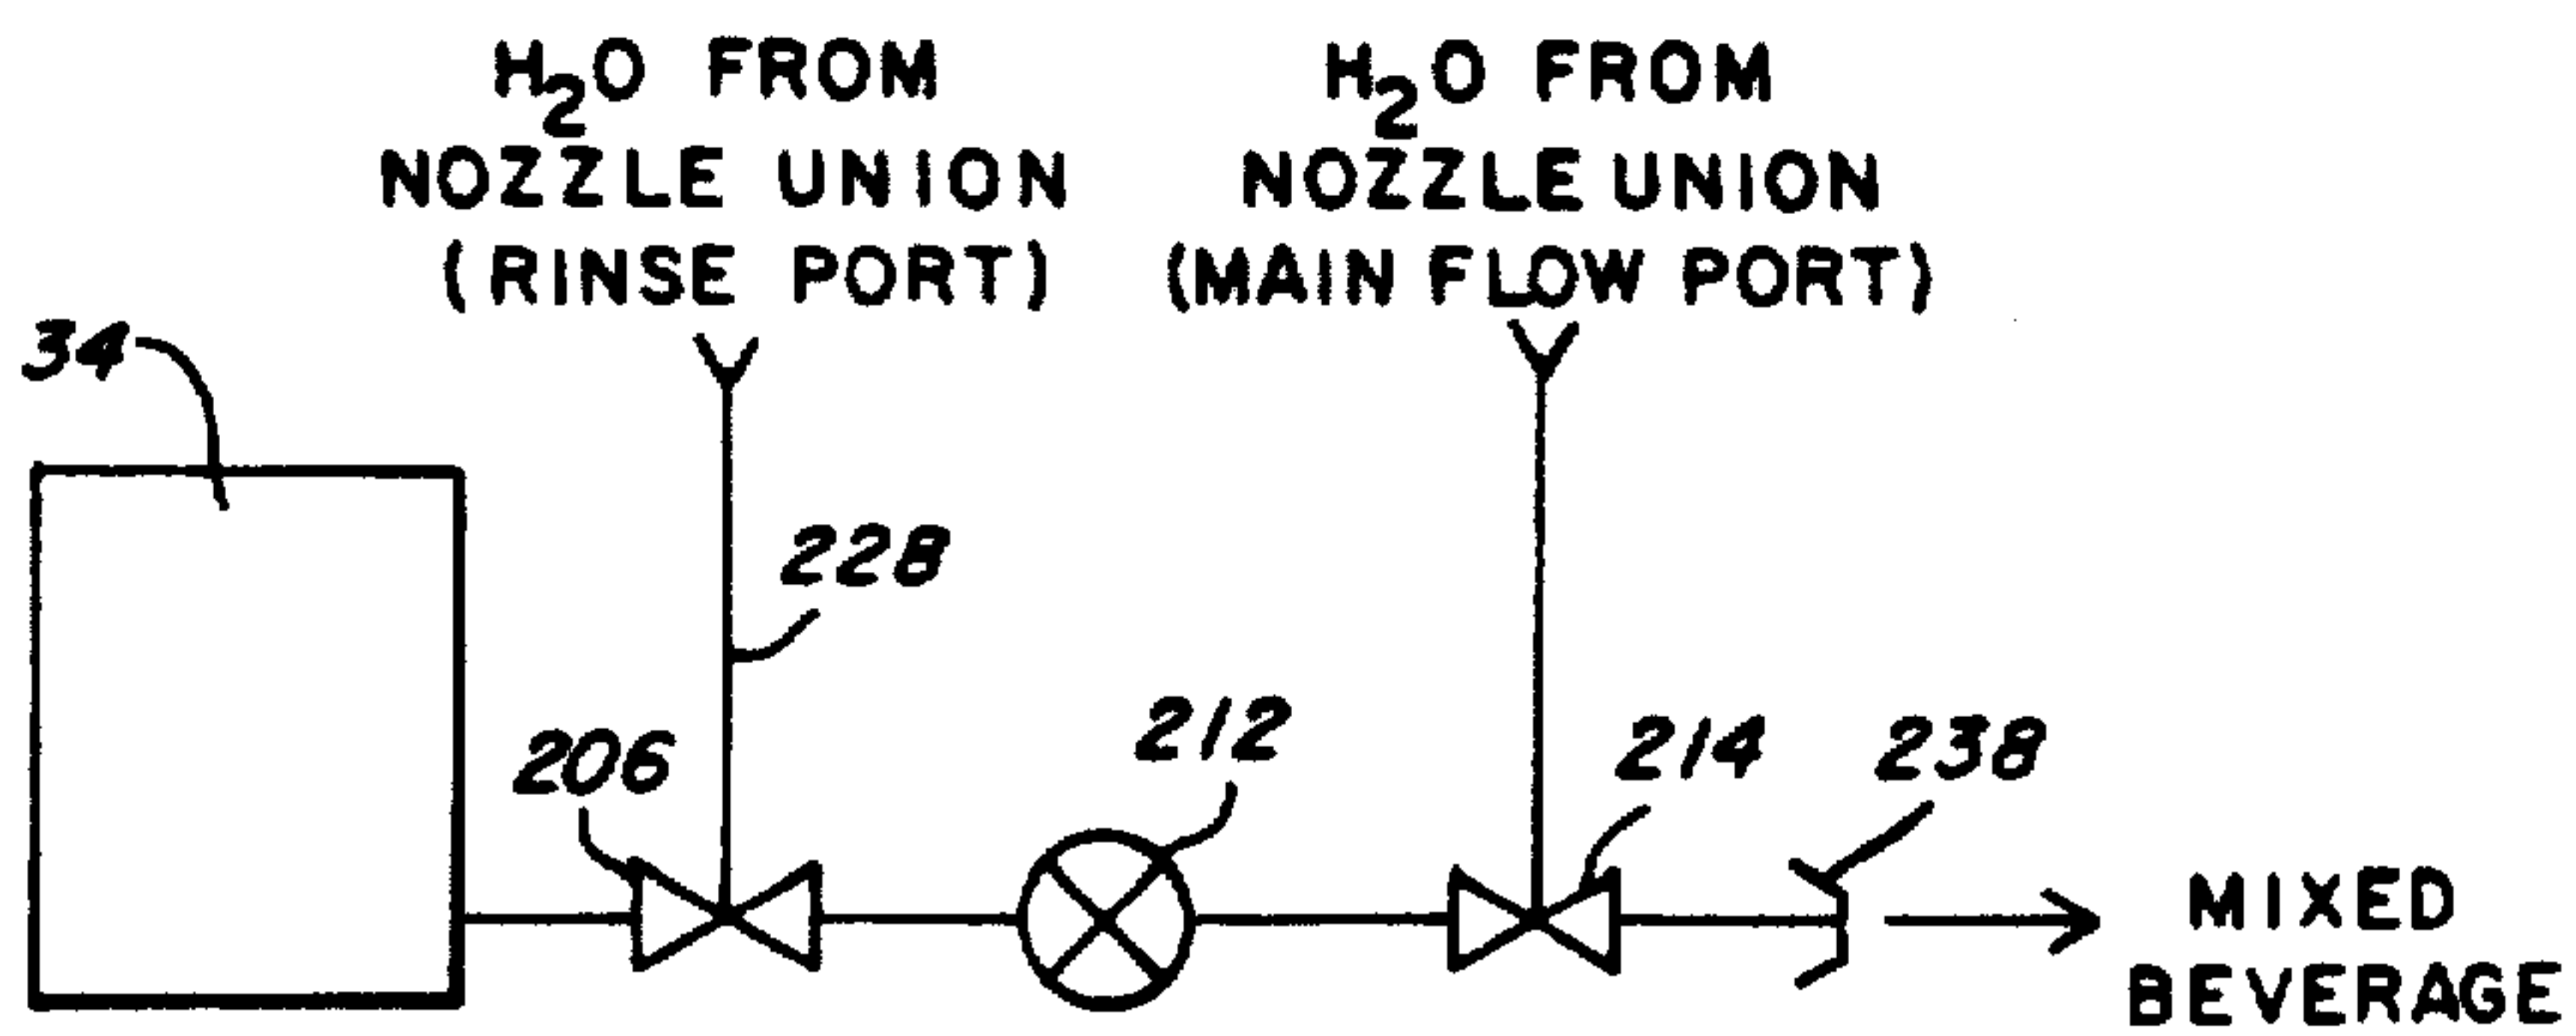 H₂O FROM
NOZZLE UNION
(RINSE PORT)
H₂O FROM
NOZZLE UNION
(MAIN FLOW PORT)
34
228
206
212
214
238
MIXED
BEVERAGE